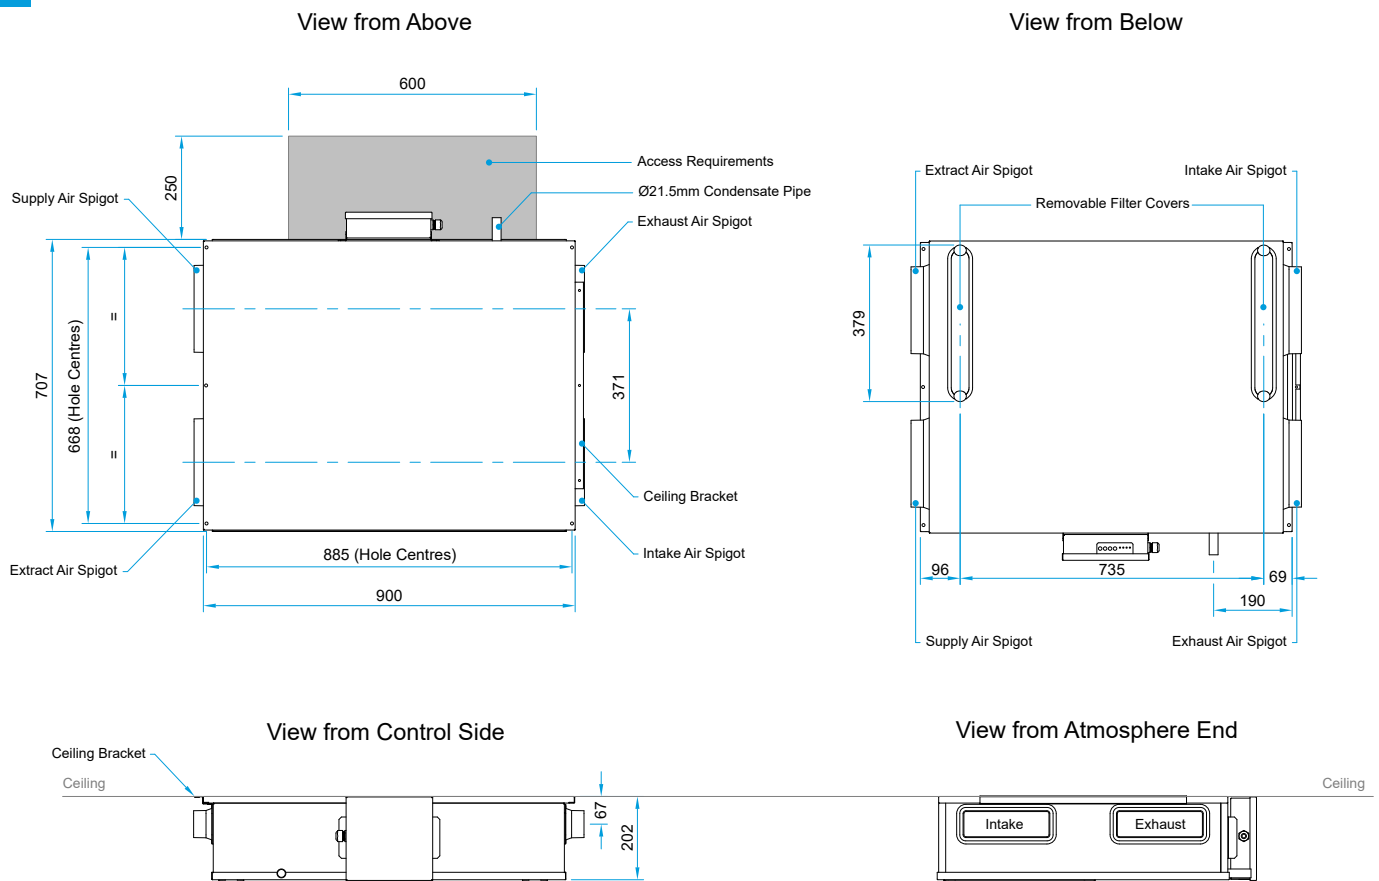 View from Above
View from Below
600
250
Access Requirements
Ø21.5mm Condensate Pipe
Exhaust Air Spigot
Supply Air Spigot
707
668 (Hole Centres)
=
=
371
Ceiling Bracket
Intake Air Spigot
Extract Air Spigot
885 (Hole Centres)
900
Extract Air Spigot
Intake Air Spigot
Removable Filter Covers
379
96
735
69
190
Supply Air Spigot
Exhaust Air Spigot
View from Control Side
View from Atmosphere End
Ceiling Bracket
Ceiling
Ceiling
67
202
Intake
Exhaust